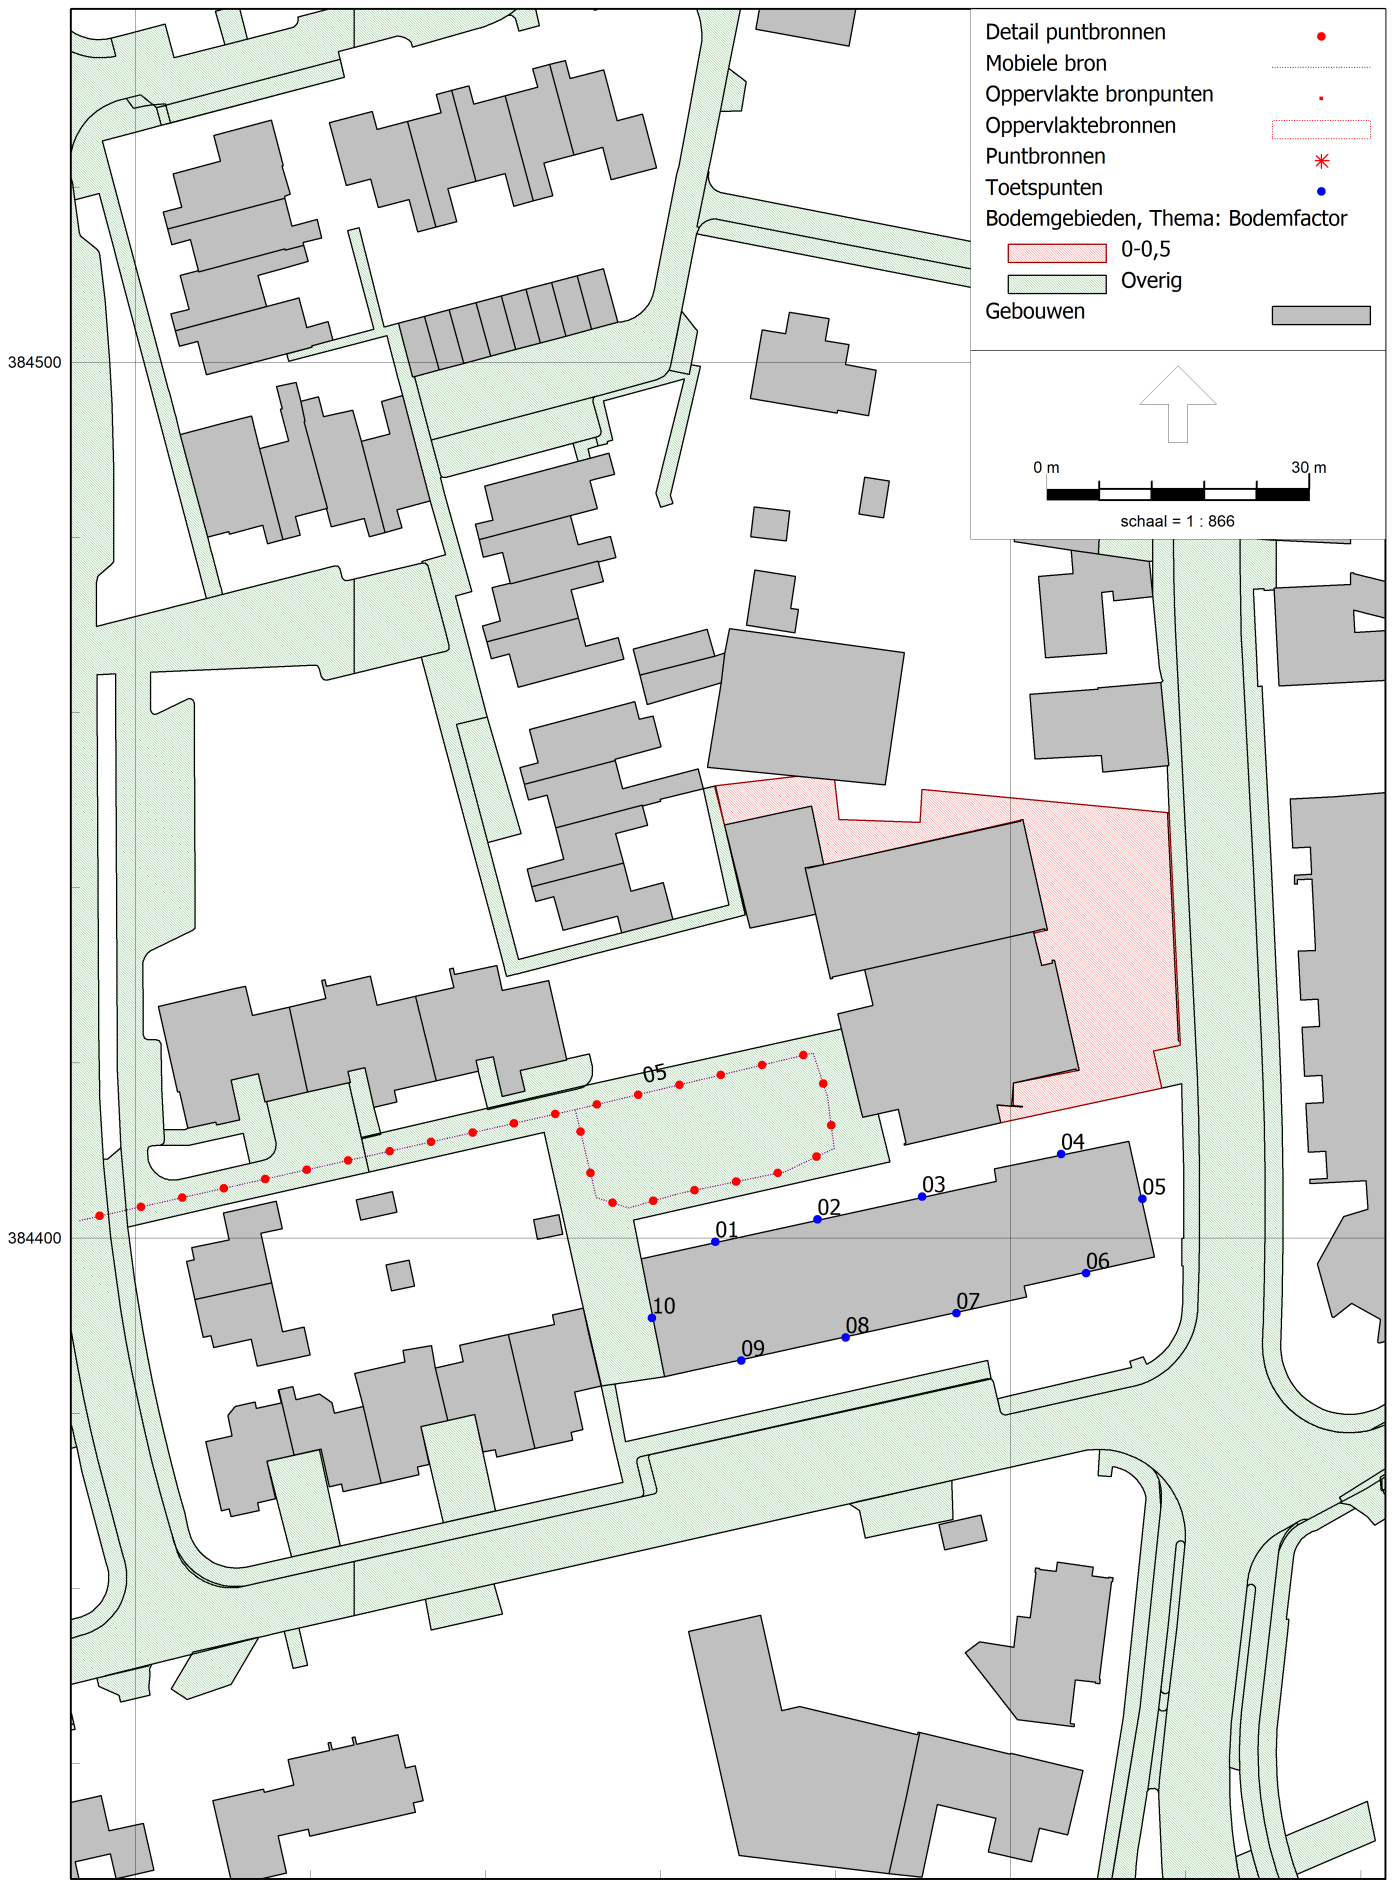 Detail puntbronnen
Mobiele bron
Oppervlakte bronpunten
Oppervlaktebronnen
Puntbronnen
Toetspunten
Bodemgebieden, Thema: Bodemfactor
0-0,5
Overig
Gebouwen
384500
0 m 30 m
schaal = 1 : 866
05
04
03
05
02
01
384400
06
07
10
08
09